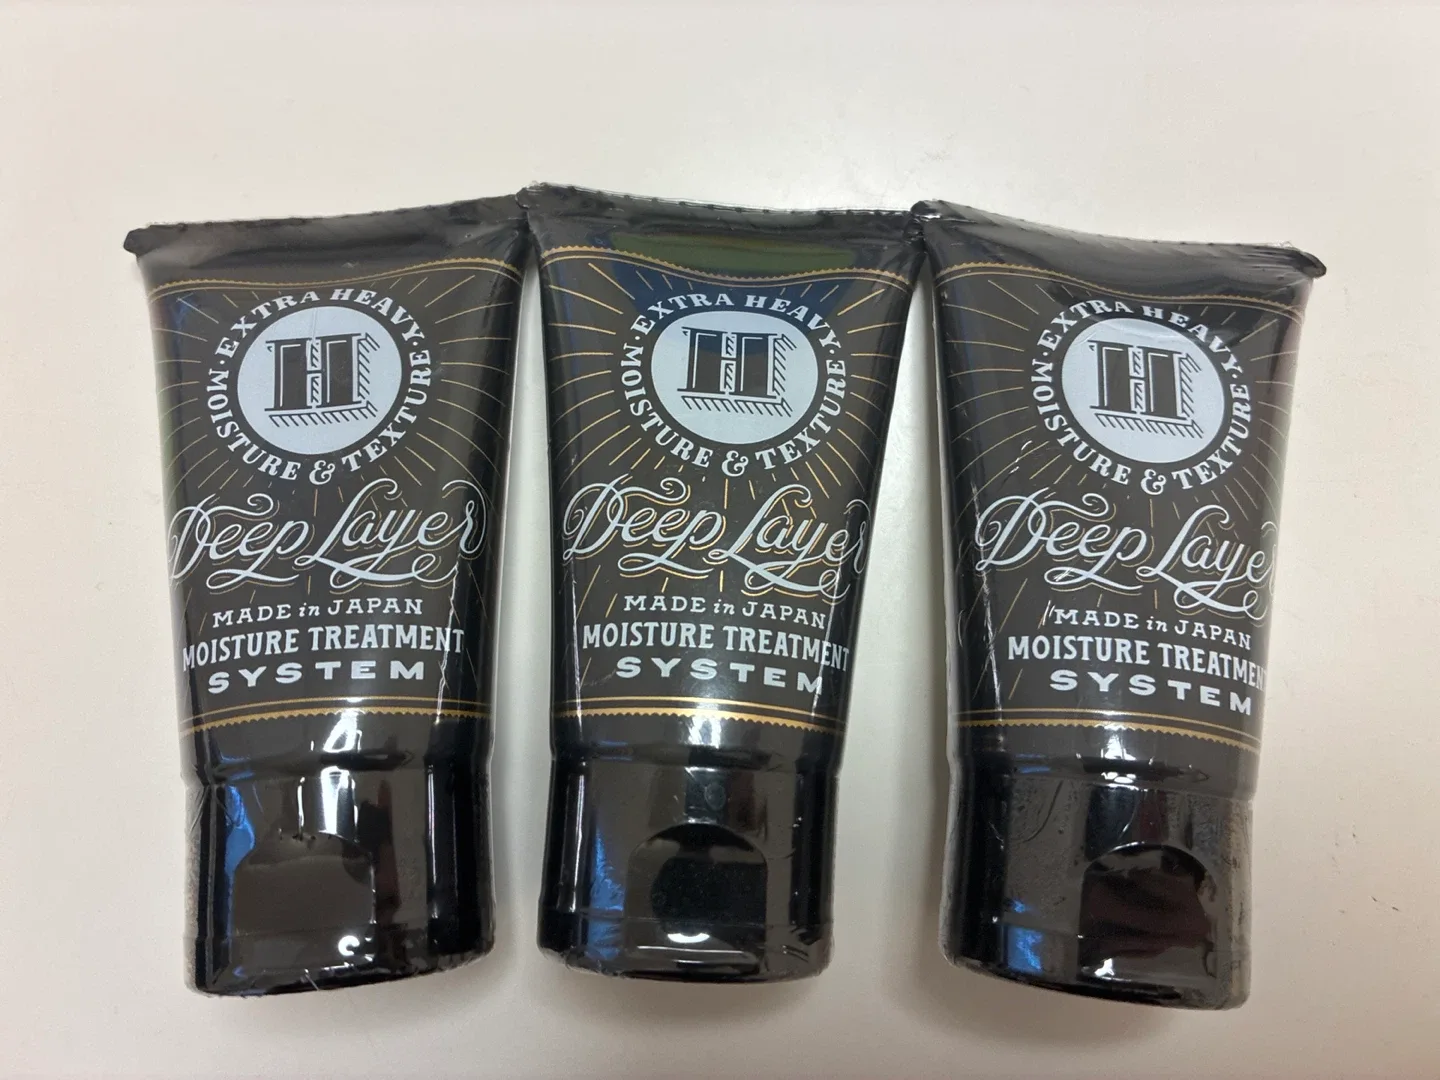 EXTRA HEAVY
H
MOISTURE & TEXTURE
Deep Layer
MADE in JAPAN
MOISTURE TREATMENT
SYSTEM
EXTRA HEAVY
H
MOISTURE & TEXTURE
Deep Layer
MADE in JAPAN
MOISTURE TREATMENT
SYSTEM
EXTRA HEAVY
H
MOISTURE & TEXTURE
Deep Layer
MADE in JAPAN
MOISTURE TREATMENT
SYSTEM